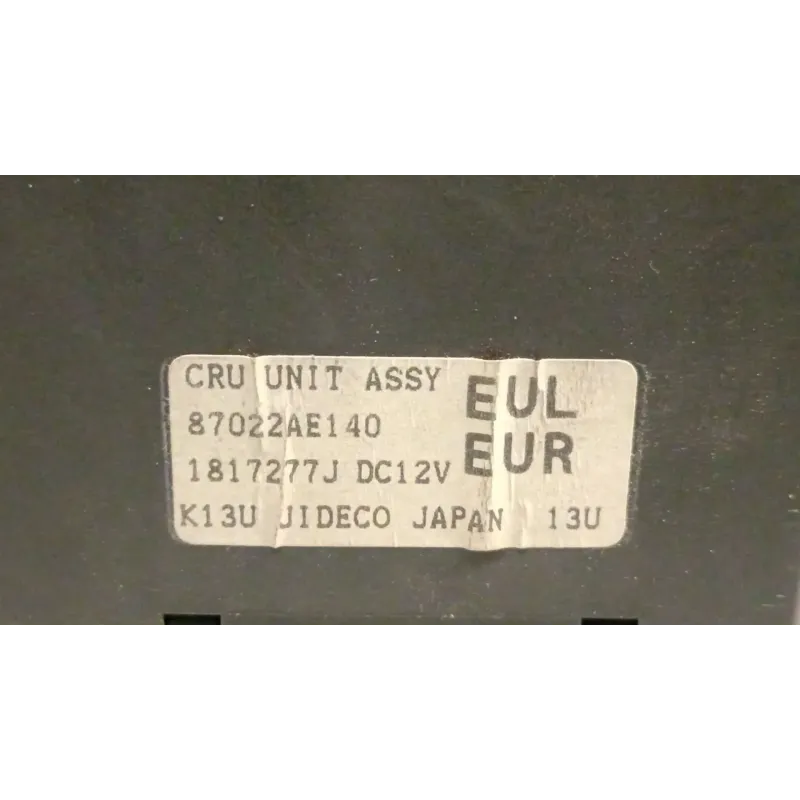 CRU UNIT ASSY EUL
87022AE140 EUR
1817277J DC12V
K13U JIDECO JAPAN 13U